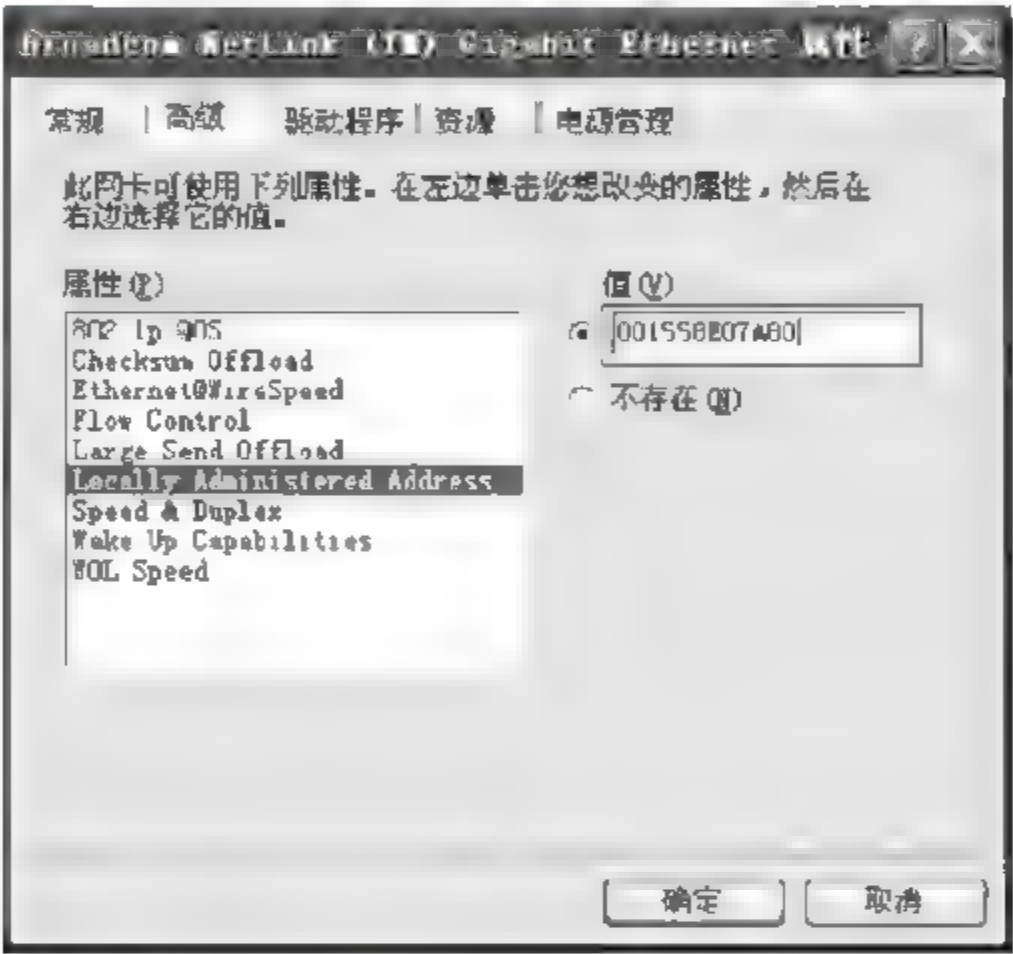 Broadcom NetLink (TM) Gigabit Ethernet 属性
常规 高级 驱动程序 资源 电源管理
此网卡可使用下列属性。在左边单击您想改变的属性，然后在
右边选择它的值。
属性(P)
802 1p QOS
Checksum Offload
Ethernet@WireSpeed
Flow Control
Large Send Offload
Locally Administered Address
Speed & Duplex
Wake Up Capabilities
WOL Speed
值(V)
不存在(N)
确定 取消